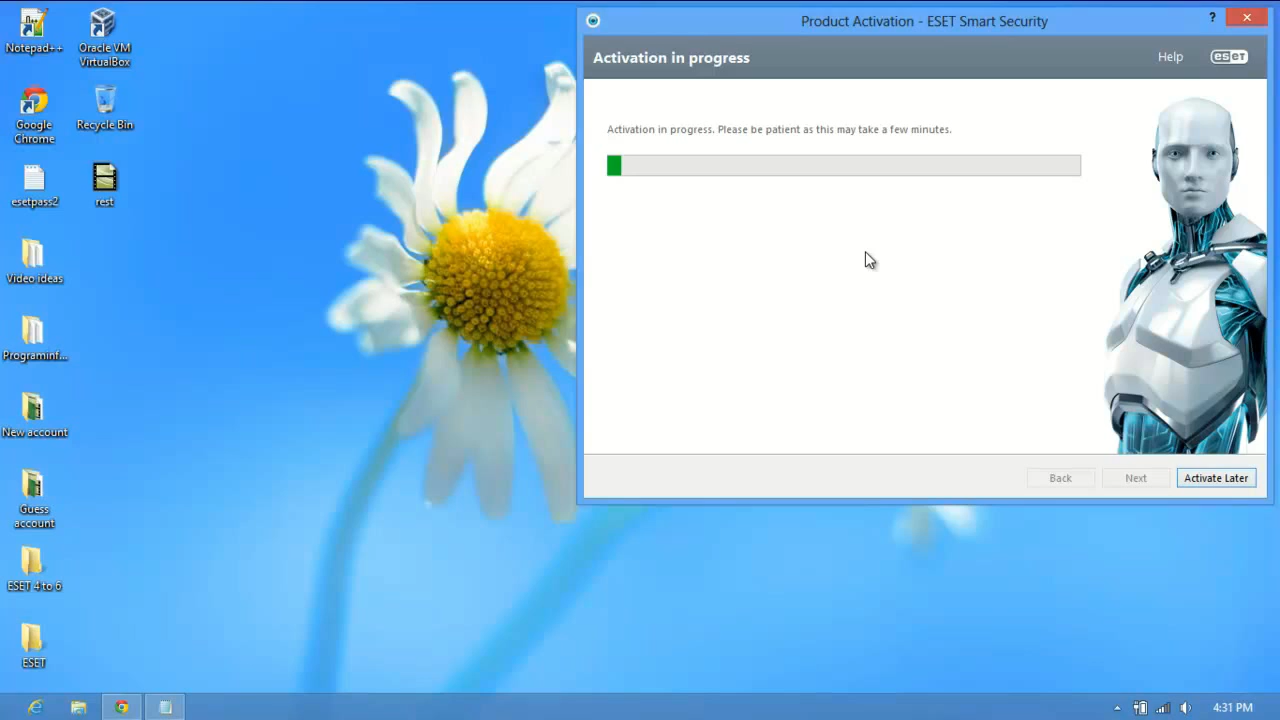 Notepad++
Oracle VM
VirtualBox
Google
Chrome
Recycle Bin
esetpass2
rest
Video ideas
Programinf...
New account
Guess
account
ESET 4 to 6
ESET
Product Activation - ESET Smart Security
?
Activation in progress
Help
eset
Activation in progress. Please be patient as this may take a few minutes.
Back
Next
Activate Later
4:31 PM